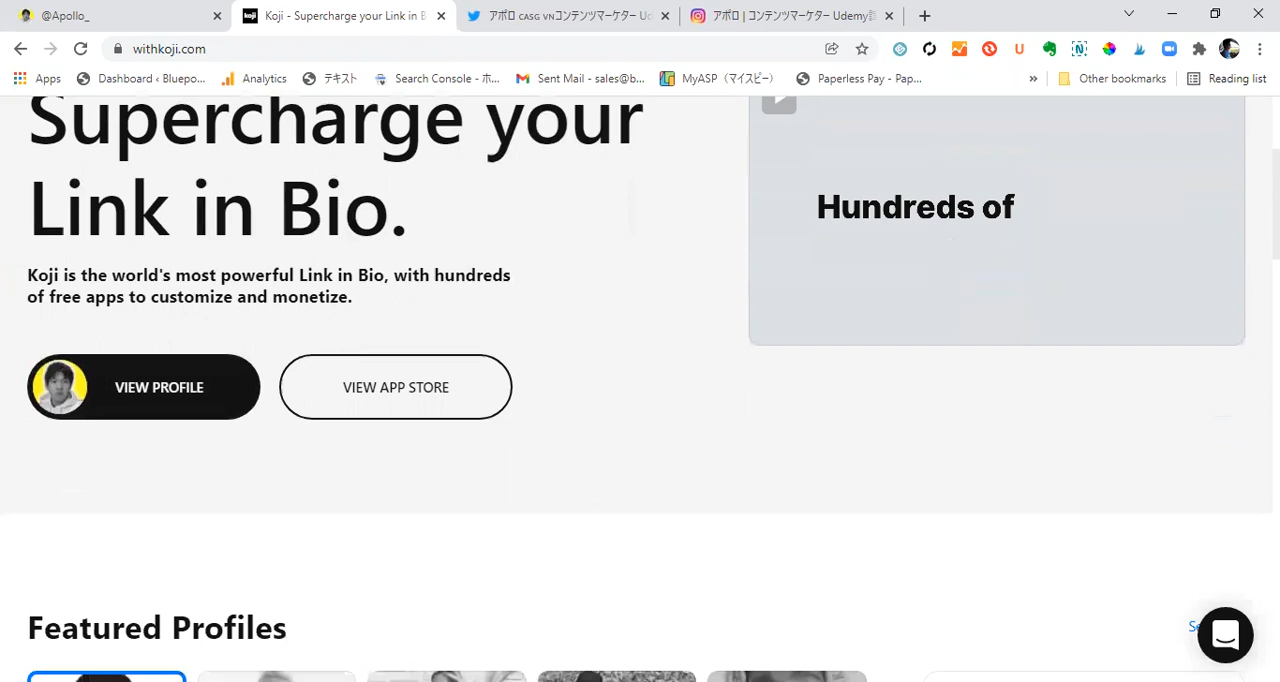 @Apollo_
Koji - Supercharge your Link in B
アポロ CASG VNコンテンツマーケター Ud
アポロ | コンテンツマーケター Udemy講
withkoji.com
Apps
Dashboard ‹ Bluepo...
Analytics
テキスト
Search Console - ホ...
Sent Mail - sales@b...
MyASP（マイスピー）
Paperless Pay - Pap...
»
Other bookmarks
Reading list
Supercharge your
Link in Bio.
Hundreds of
Koji is the world's most powerful Link in Bio, with hundreds
of free apps to customize and monetize.
VIEW PROFILE
VIEW APP STORE
Featured Profiles